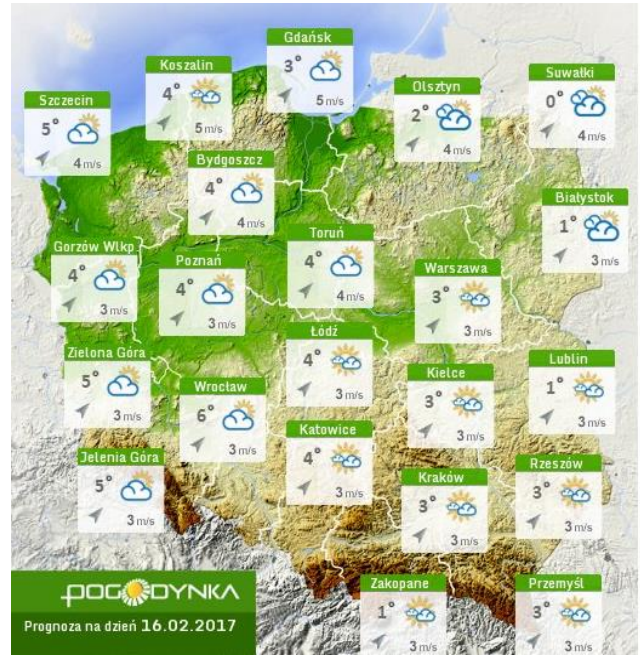 Gdańsk
3°
5 m/s
Koszalin
4°
5 m/s
Suwałki
0°
4 m/s
Olsztyn
2°
4 m/s
Szczecin
5°
4 m/s
Bydgoszcz
4°
4 m/s
Białystok
1°
3 m/s
Toruń
4°
4 m/s
Gorzów Wlkp
4°
3 m/s
Poznań
4°
3 m/s
Warszawa
3°
3 m/s
Łódź
4°
3 m/s
Zielona Góra
5°
3 m/s
Lublin
1°
3 m/s
Kielce
3°
3 m/s
Wrocław
6°
3 m/s
Katowice
4°
3 m/s
Jelenia Góra
5°
3 m/s
Rzeszów
3°
3 m/s
Kraków
3°
3 m/s
Zakopane
1°
3 m/s
Przemyśl
3°
3 m/s
POGODYNKA
Prognoza na dzień 16.02.2017